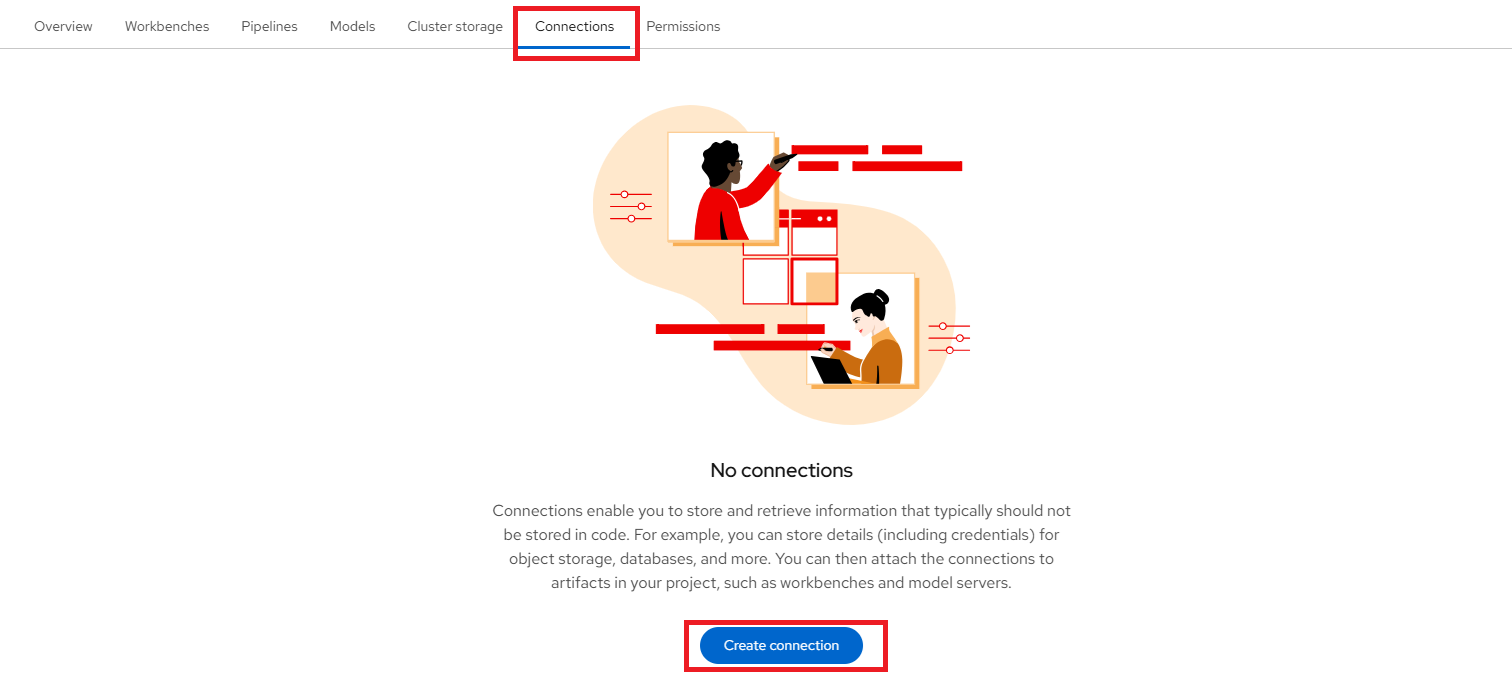 Overview Workbenches Pipelines Models Cluster storage Connections Permissions
No connections
Connections enable you to store and retrieve information that typically should not
be stored in code. For example, you can store details (including credentials) for
object storage, databases, and more. You can then attach the connections to
artifacts in your project, such as workbenches and model servers.
Create connection